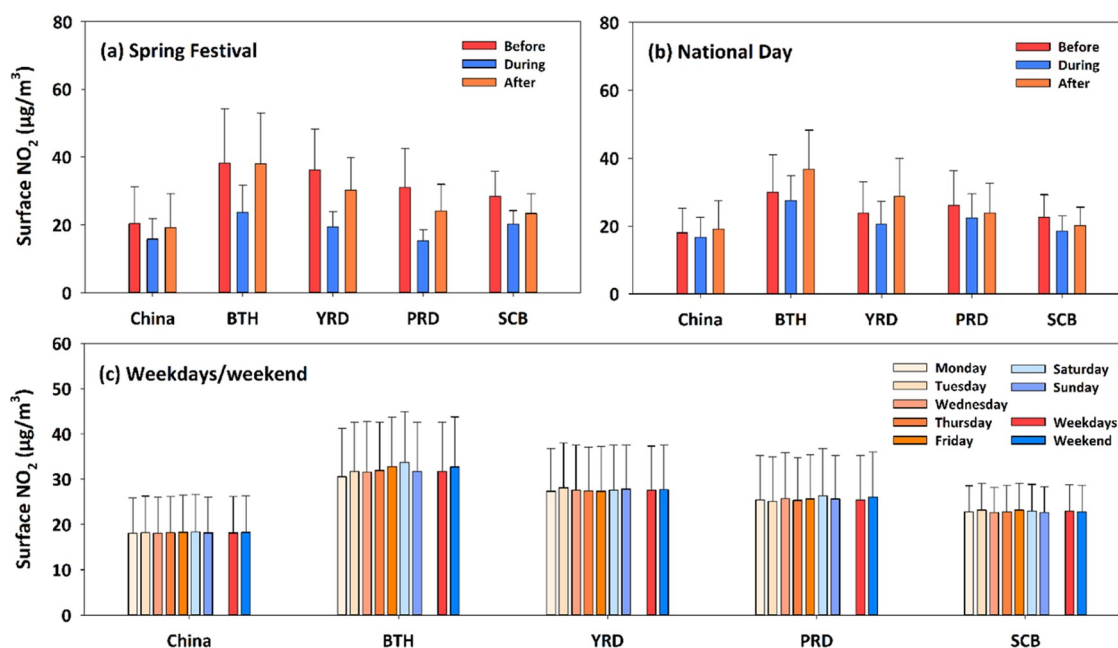 80
60
40
20
0
Surface NO2 (µg/m³)
(a) Spring Festival
Before
During
After
China BTH YRD PRD SCB
80
60
40
20
0
(b) National Day
Before
During
After
China BTH YRD PRD SCB
60
50
40
30
20
10
0
Surface NO2 (µg/m³)
(c) Weekdays/weekend
Monday
Tuesday
Wednesday
Thursday
Friday
Saturday
Sunday
Weekdays
Weekend
China BTH YRD PRD SCB